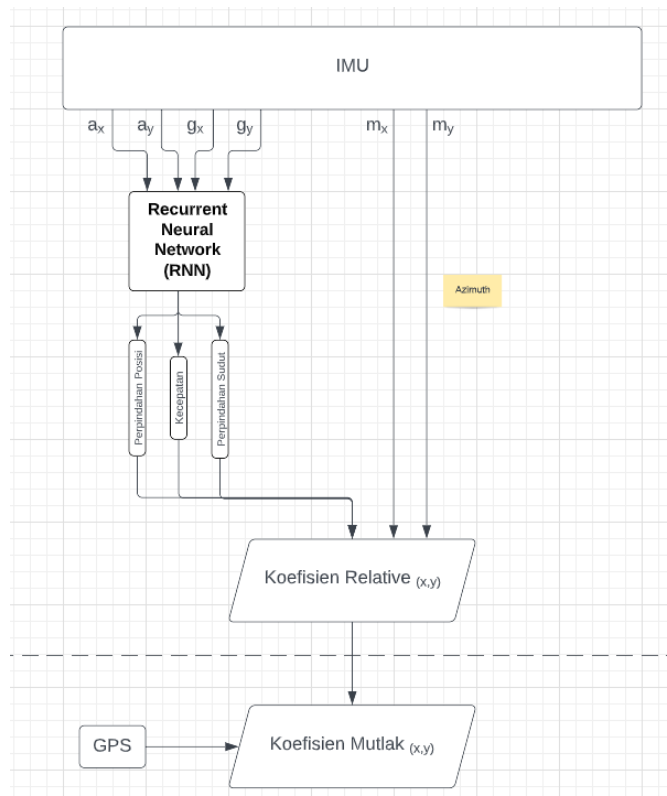 IMU
ax ay gx gy mx my
Recurrent
Neural
Network
(RNN)
Azimuth
Perpindahan Posisi
Kecepatan
Perpindahan Sudut
Koefisien Relative (x,y)
GPS
Koefisien Mutlak (x,y)